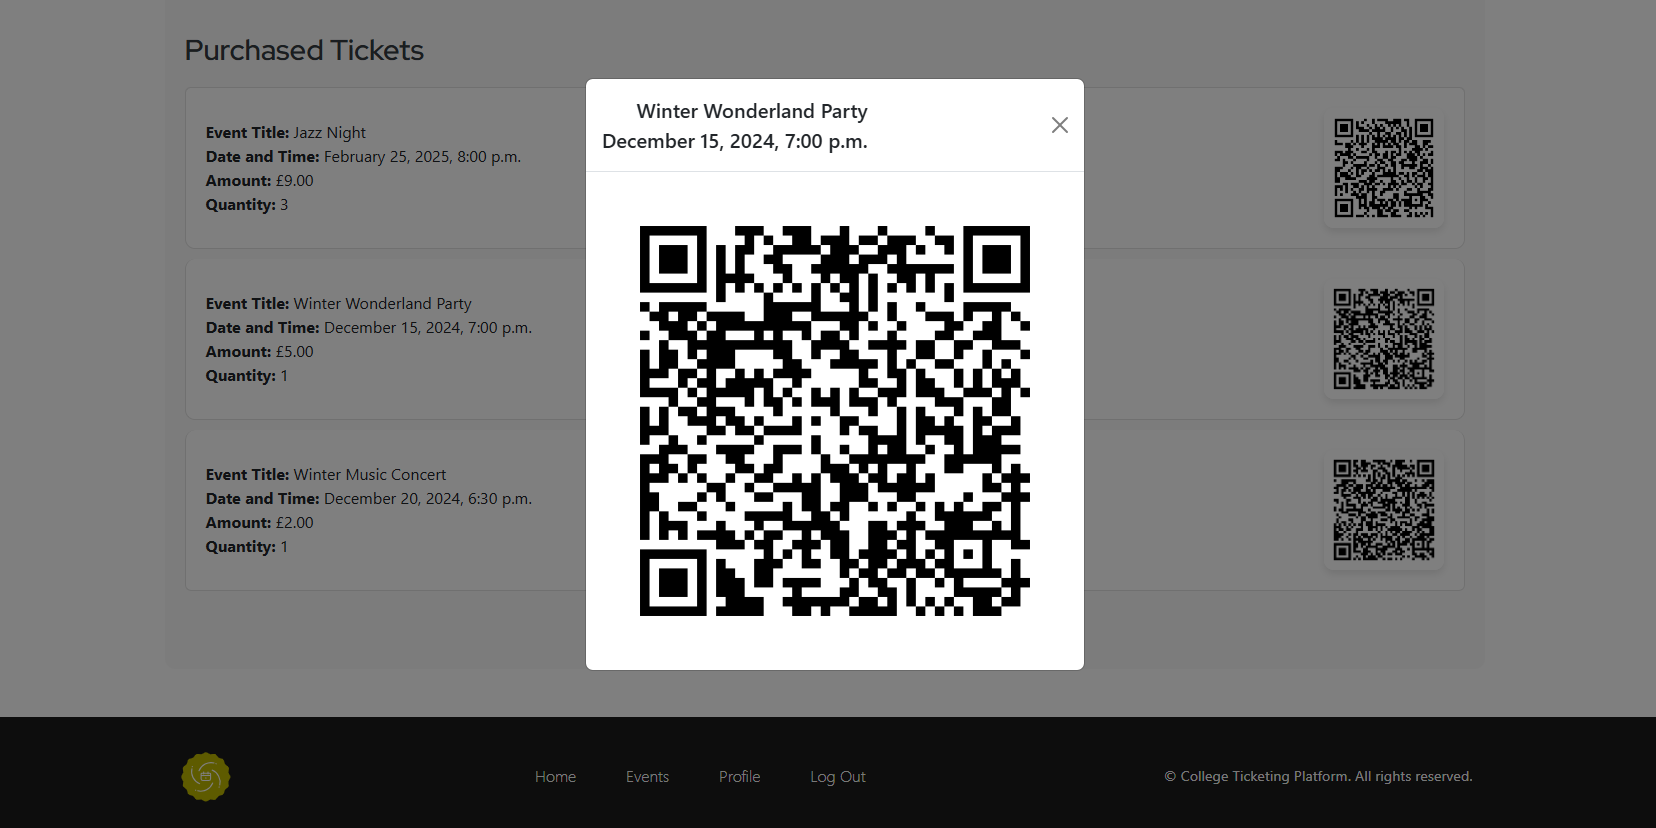 Purchased Tickets
Event Title: Jazz Night
Date and Time: February 25, 2025, 8:00 p.m.
Amount: £9.00
Quantity: 3
Event Title: Winter Wonderland Party
Date and Time: December 15, 2024, 7:00 p.m.
Amount: £5.00
Quantity: 1
Event Title: Winter Music Concert
Date and Time: December 20, 2024, 6:30 p.m.
Amount: £2.00
Quantity: 1
Winter Wonderland Party
December 15, 2024, 7:00 p.m.
Home
Events
Profile
Log Out
© College Ticketing Platform. All rights reserved.